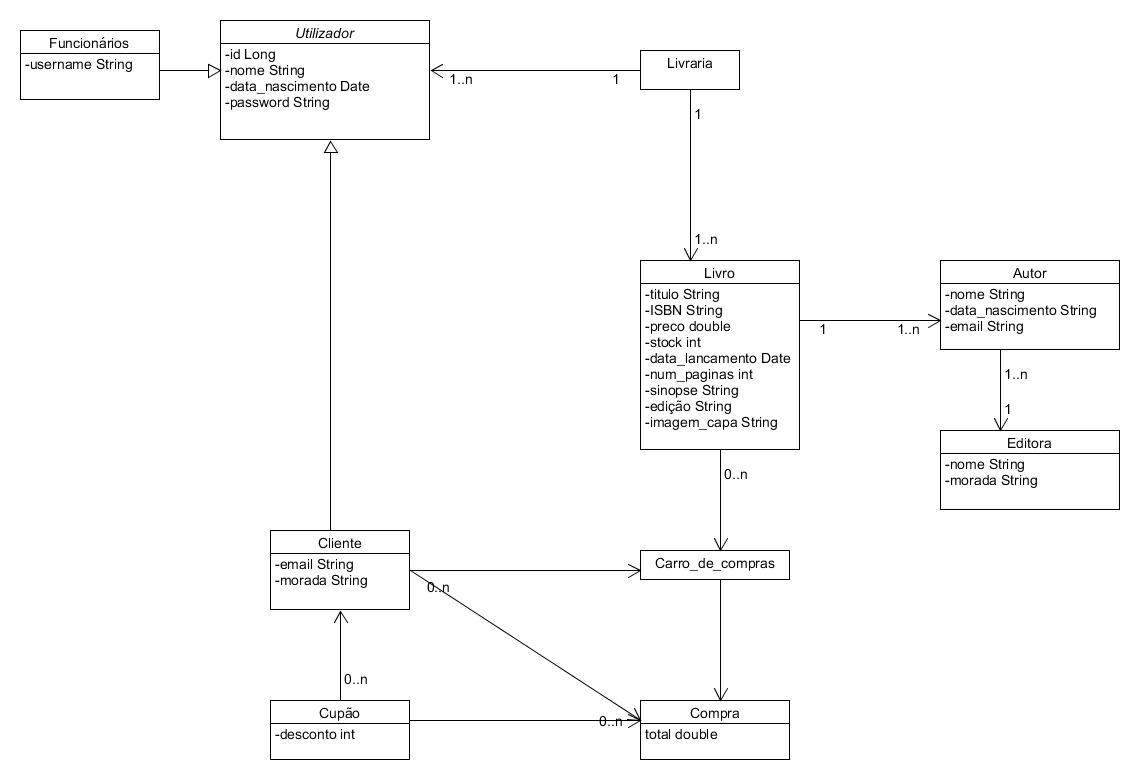 Funcionários
-username String
Utilizador
-id Long
-nome String
-data_nascimento Date
-password String
1..n
1
Livraria
1
1..n
Livro
-titulo String
-ISBN String
-preco double
-stock int
-data_lancamento Date
-num_paginas int
-sinopse String
-edição String
-imagem_capa String
1
1..n
Autor
-nome String
-data_nascimento String
-email String
1..n
1
Editora
-nome String
-morada String
0..n
Cliente
-email String
-morada String
0..n
Carro_de_compras
0..n
Cupão
-desconto int
0..n
Compra
total double